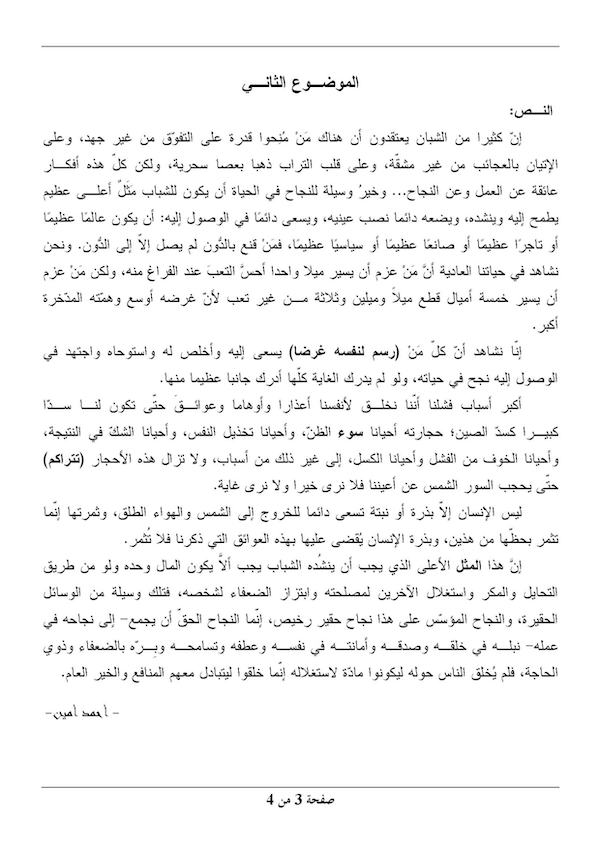 الموضـــوع الثانـــي
النـــص:
إنّ كثيرا من الشبان يعتقدون أن هناك مَنْ مُنِحوا قدرة على التفوّق من غير جهد، وعلى
الإتيان بالعجائب من غير مشقّة، وعلى قلب التراب ذهبا بعصا سحرية، ولكن كلّ هذه أفكـــار
عائقة عن العمل وعن النجاح... وخيرُ وسيلة للنجاح في الحياة أن يكون للشباب مَثَلٌ أعلـــى عظيم
يطمح إليه وينشده، ويضعه دائما نصب عينيه، ويسعى دائمًا في الوصول إليه: أن يكون عالمًا عظيمًا
أو تاجرًا عظيمًا أو صانعًا عظيمًا أو سياسيًا عظيمًا، فمَنْ قنع بالدُّون لم يصل إلاّ إلى الدُّون. ونحن
نشاهد في حياتنا العادية أنَّ مَنْ عزم أن يسير ميلا واحدا أحسَّ التعبَ عند الفراغ منه، ولكن مَنْ عزم
أن يسير خمسة أميال قطع ميلاً وميلين وثلاثة مـــن غير تعب لأنّ غرضه أوسع وهمّته المدّخرة
أكبر.
إنّا نشاهد أنّ كلّ مَنْ (رسم لنفسه غرضا) يسعى إليه وأخلص له واستوحاه واجتهد في
الوصول إليه نجح في حياته، ولو لم يدرك الغاية كلّها أدرك جانبا عظيما منها.
أكبر أسباب فشلنا أنّنا نخلـــق لأنفسنا أعذارا وأوهاما وعوائـــقَ حتّى تكون لنـــا ســـدّا
كبيـــرا كسدّ الصين؛ حجارته أحيانا سوء الظنّ، وأحيانا تخذيل النفس، وأحيانا الشكّ في النتيجة،
وأحيانا الخوف من الفشل وأحيانا الكسل، إلى غير ذلك من أسباب، ولا تزال هذه الأحجار (تتراكم)
حتّى يحجب السور الشمس عن أعيننا فلا نرى خيرا ولا نرى غاية.
ليس الإنسان إلاّ بذرة أو نبتة تسعى دائما للخروج إلى الشمس والهواء الطلق، وثمرتها إنّما
تثمر بحظّها من هذين، وبذرة الإنسان يُقضى عليها بهذه العوائق التي ذكرنا فلا تُثمر.
إنَّ هذا المثل الأعلى الذي يجب أن ينشُده الشباب يجب ألاَّ يكون المال وحده ولو من طريق
التحايل والمكر واستغلال الآخرين لمصلحته وابتزاز الضعفاء لشخصه، فتلك وسيلة من الوسائل
الحقيرة، والنجاح المؤسّس على هذا نجاح حقير رخيص، إنّما النجاح الحقّ أن يجمع- إلى نجاحه في
عمله- نبلـــه في خلقـــه وصدقـــه وأمانتـــه في نفســـه وعطفه وتسامحـــه وبـــرّه بالضعفاء وذوي
الحاجة، فلم يُخلق الناس حوله ليكونوا مادّة لاستغلاله إنّما خلقوا ليتبادل معهم المنافع والخير العام.
- أحمد أمين-
صفحة 3 من 4